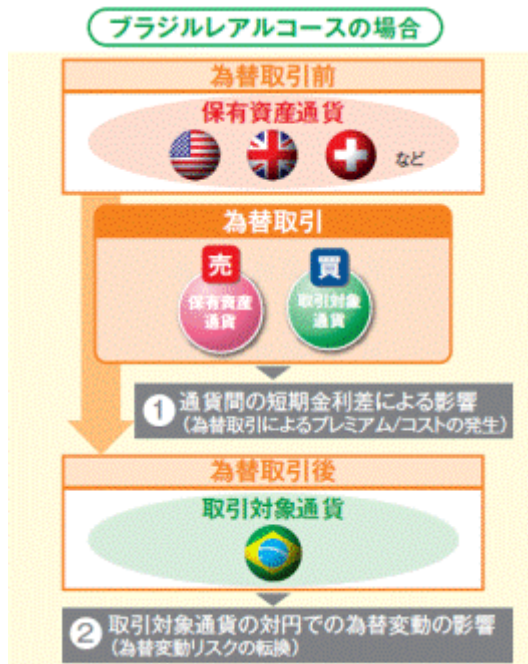 ブラジルレアルコースの場合
為替取引前
保有資産通貨
など
為替取引
売
買
保有資産
通貨
取引対象
通貨
1 通貨間の短期金利差による影響
(為替取引によるプレミアム/コストの発生)
為替取引後
取引対象通貨
2 取引対象通貨の対円での為替変動の影響
(為替変動リスクの転換)